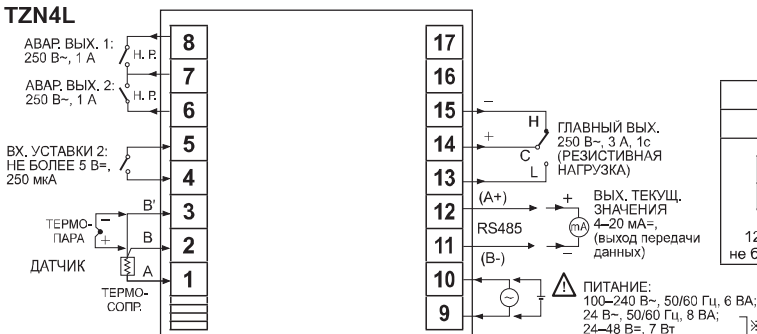 TZN4L
АВАР. ВЫХ. 1:
250 В~, 1 А
Н. Р.
АВАР. ВЫХ. 2:
250 В~, 1 А
Н. Р.
ВХ. УСТАВКИ 2:
НЕ БОЛЕЕ 5 В=,
250 мкА
ТЕРМО-
ПАРА
− +
B'
B
A
ДАТЧИК
ТЕРМО-
СОПР.
8
7
6
5
4
3
2
1
17
16
15
14
13
12
11
10
9
−
+
H
C
L
ГЛАВНЫЙ ВЫХ.
250 В~, 3 А, 1с
(РЕЗИСТИВНАЯ
НАГРУЗКА)
(A+)
RS485
(B-)
+
mA
−
ВЫХ. ТЕКУЩ.
ЗНАЧЕНИЯ
4–20 мА=,
(выход передачи
данных)
ПИТАНИЕ:
100–240 В~, 50/60 Гц, 6 ВА;
24 В~, 50/60 Гц, 8 ВА;
24–48 В=, 7 Вт
12
не б
※